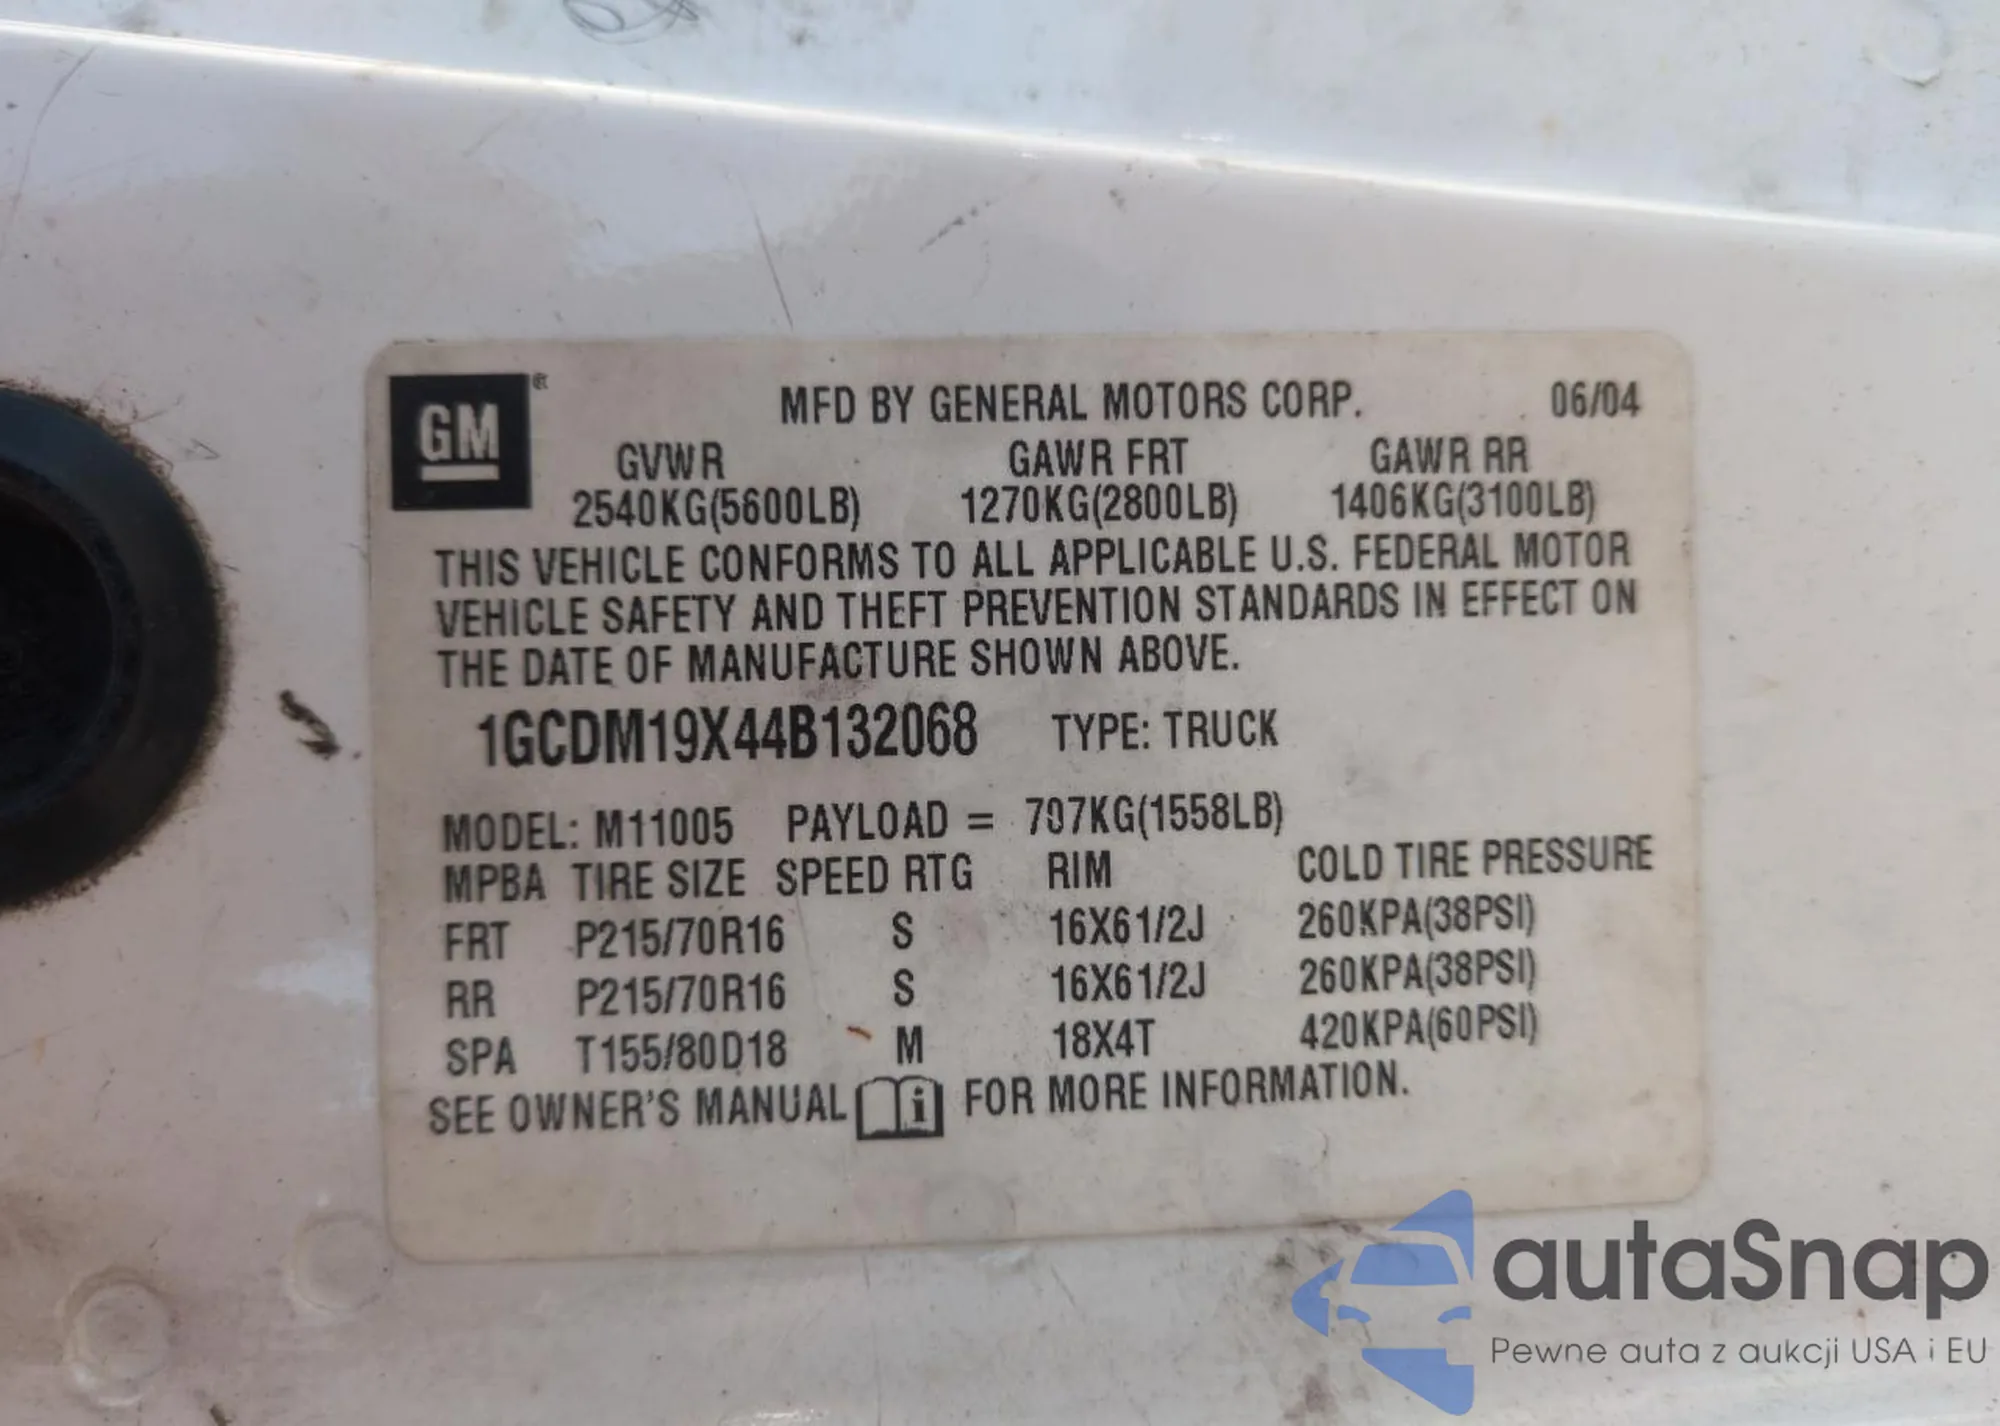 GM
MFD BY GENERAL MOTORS CORP. 06/04
GVWR GAWR FRT GAWR RR
2540KG(5600LB) 1270KG(2800LB) 1406KG(3100LB)
THIS VEHICLE CONFORMS TO ALL APPLICABLE U.S. FEDERAL MOTOR
VEHICLE SAFETY AND THEFT PREVENTION STANDARDS IN EFFECT ON
THE DATE OF MANUFACTURE SHOWN ABOVE.
1GCDM19X44B132068 TYPE: TRUCK
MODEL: M11005 PAYLOAD = 707KG(1558LB)
MPBA TIRE SIZE SPEED RTG RIM COLD TIRE PRESSURE
FRT P215/70R16 S 16X61/2J 260KPA(38PSI)
RR P215/70R16 S 16X61/2J 260KPA(38PSI)
SPA T155/80D18 M 18X4T 420KPA(60PSI)
SEE OWNER'S MANUAL i FOR MORE INFORMATION.
autaSnap
Pewne auta z aukcji USA i EU